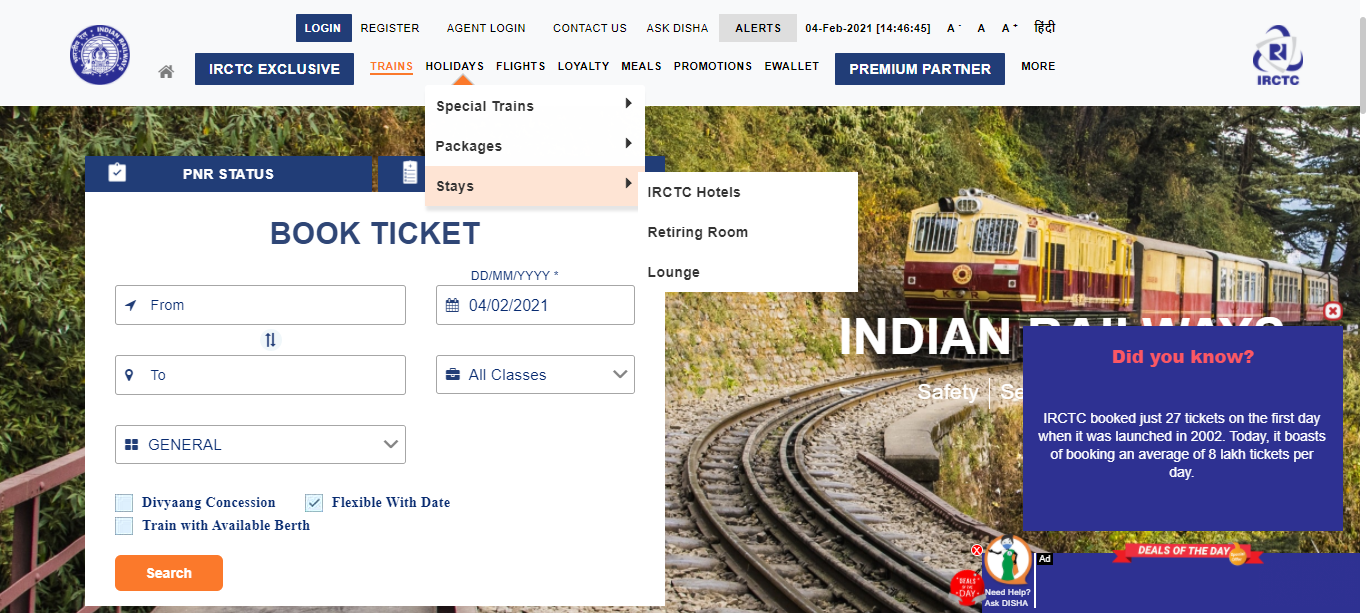 LOGIN REGISTER AGENT LOGIN CONTACT US ASK DISHA ALERTS 04-Feb-2021 [14:46:45] A- A A+ हिंदी
INDIAN RAILWAYS
IRCTC EXCLUSIVE TRAINS HOLIDAYS FLIGHTS LOYALTY MEALS PROMOTIONS EWALLET PREMIUM PARTNER MORE
IRCTC
Special Trains
Packages
Stays
IRCTC Hotels
Retiring Room
Lounge
PNR STATUS
BOOK TICKET
DD/MM/YYYY *
From
04/02/2021
To
All Classes
GENERAL
Divyaang Concession
Flexible With Date
Train with Available Berth
Search
INDIAN RAILWAYS
Safety
Did you know?
IRCTC booked just 27 tickets on the first day
when it was launched in 2002. Today, it boasts
of booking an average of 8 lakh tickets per
day.
DEALS OF THE DAY
Ad
DEALS
OF THE
DAY
Need Help?
Ask DISHA